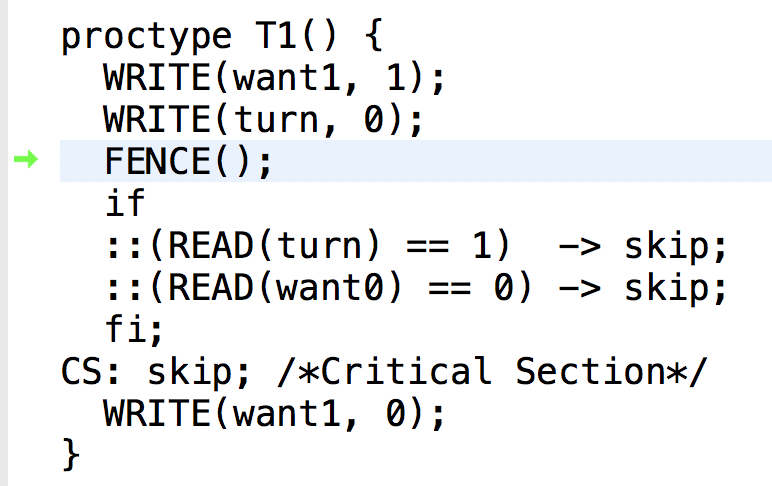 proctype T1() {
  WRITE(want1, 1);
  WRITE(turn, 0);
  FENCE();
  if
  ::(READ(turn) == 1)  -> skip;
  ::(READ(want0) == 0) -> skip;
  fi;
CS: skip; /*Critical Section*/
  WRITE(want1, 0);
}